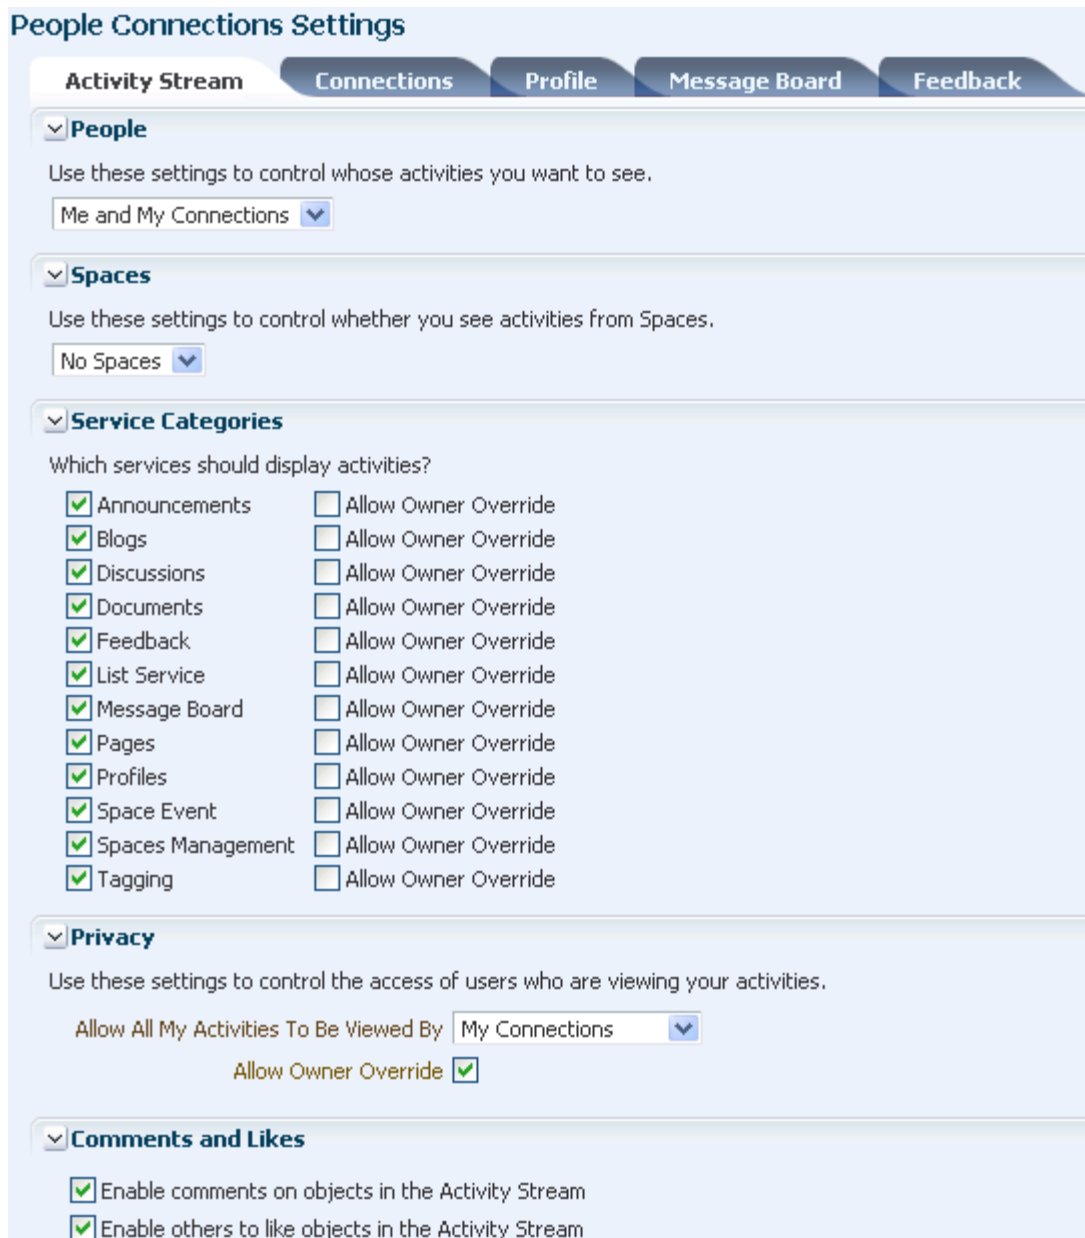 People Connections Settings
Activity Stream Connections Profile Message Board Feedback
People
Use these settings to control whose activities you want to see.
Me and My Connections
Spaces
Use these settings to control whether you see activities from Spaces.
No Spaces
Service Categories
Which services should display activities?
Announcements Allow Owner Override
Blogs Allow Owner Override
Discussions Allow Owner Override
Documents Allow Owner Override
Feedback Allow Owner Override
List Service Allow Owner Override
Message Board Allow Owner Override
Pages Allow Owner Override
Profiles Allow Owner Override
Space Event Allow Owner Override
Spaces Management Allow Owner Override
Tagging Allow Owner Override
Privacy
Use these settings to control the access of users who are viewing your activities.
Allow All My Activities To Be Viewed By My Connections
Allow Owner Override
Comments and Likes
Enable comments on objects in the Activity Stream
Enable others to like objects in the Activity Stream